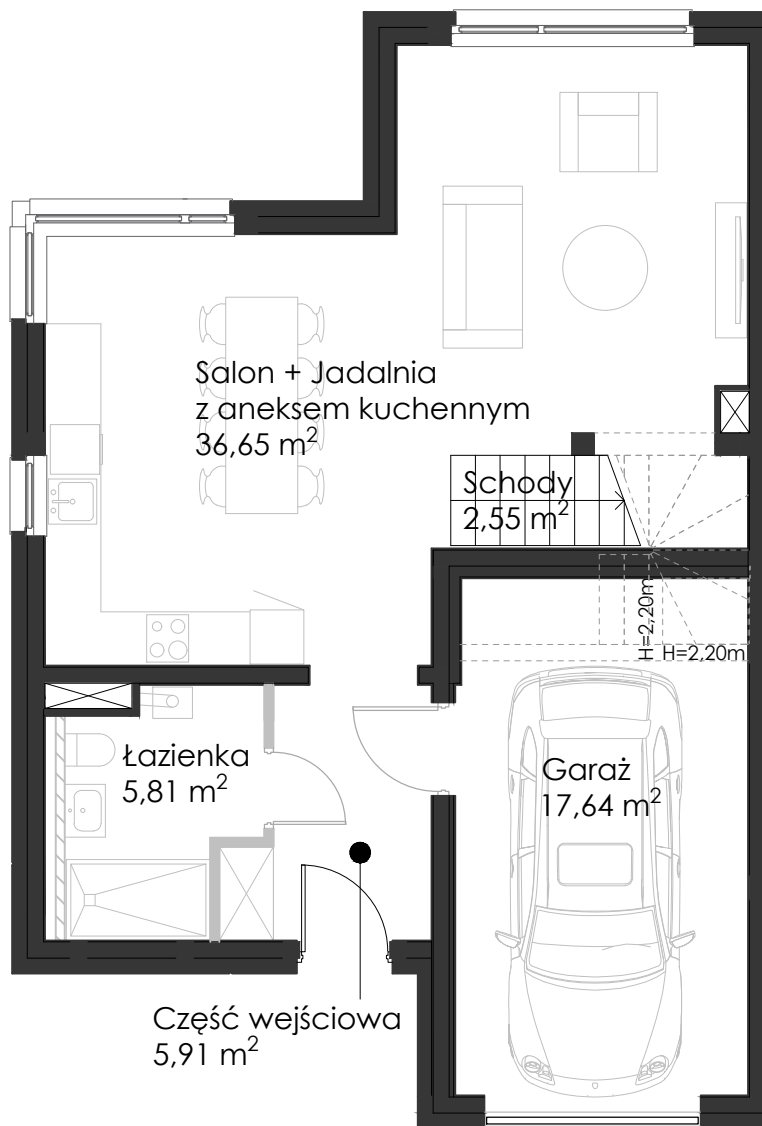 Salon + Jadalnia
z aneksem kuchennym
36,65 m²
Schody
2,55 m²
H=2,20m
H=2,20m
Łazienka
5,81 m²
Garaż
17,64 m²
Część wejściowa
5,91 m²